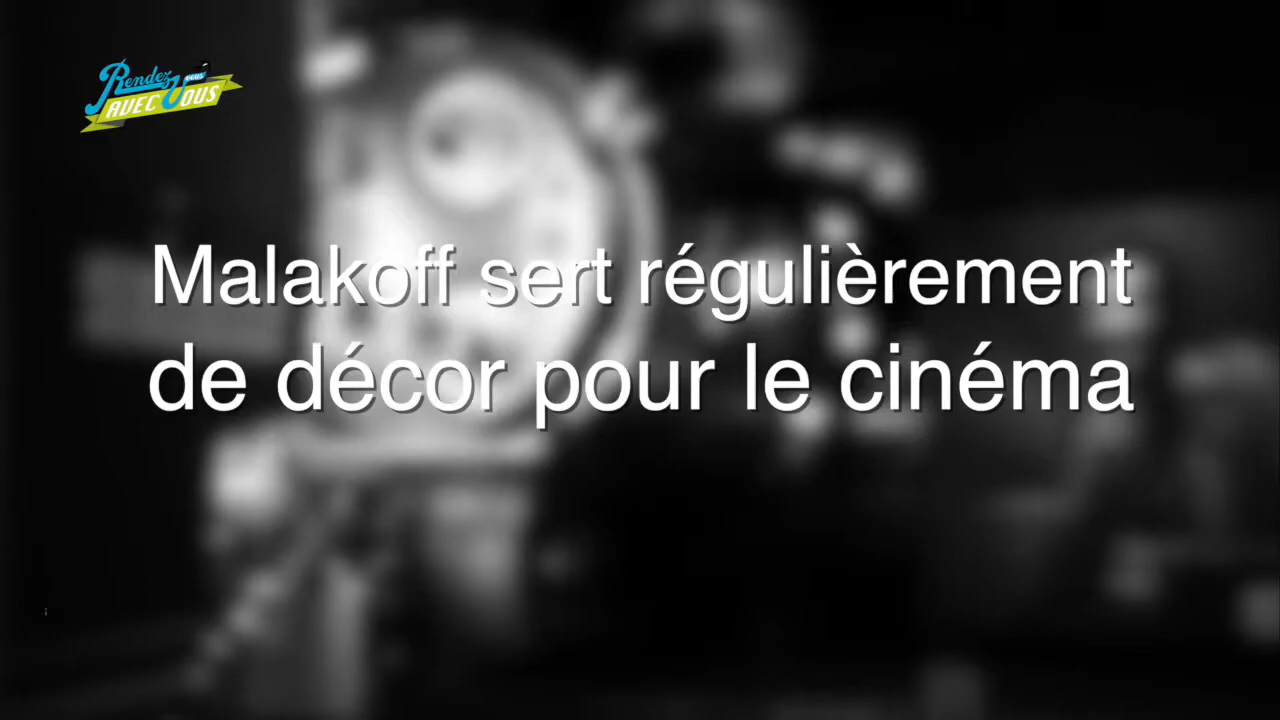 Rendez vous
AVEC VOUS
Malakoff sert régulièrement
de décor pour le cinéma